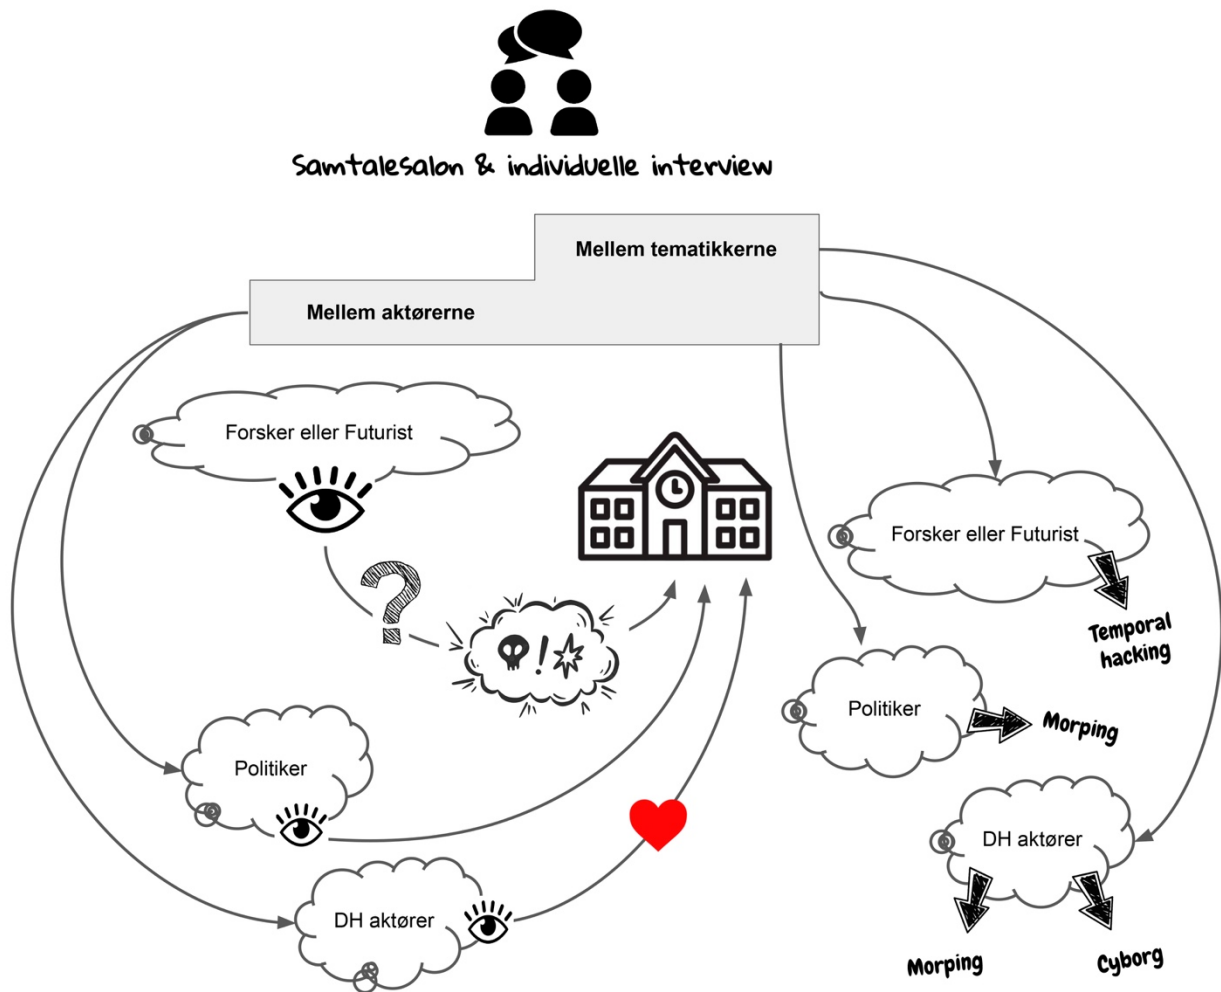 Samtalesalon & individuelle interview
Mellem tematikkerne
Mellem aktørerne
Forsker eller Futurist
?
!
Politiker
DH aktører
Forsker eller Futurist
Temporal
hacking
Politiker
Morping
DH aktører
Morping
Cyborg